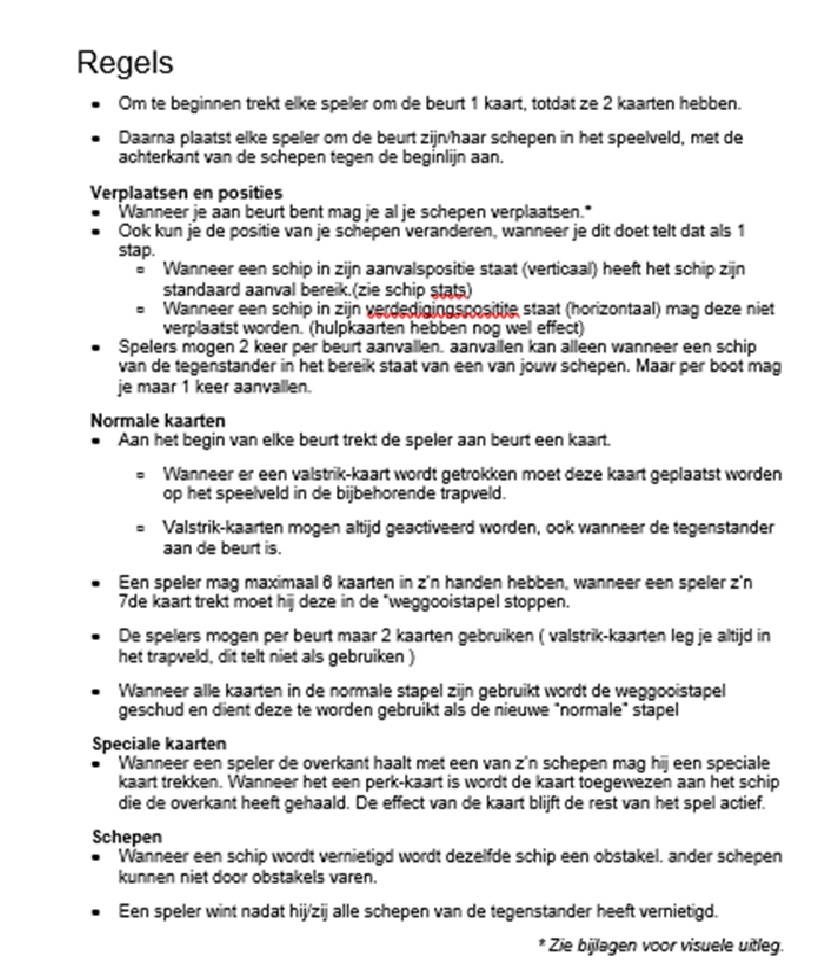 Regels
• Om te beginnen trekt elke speler om de beurt 1 kaart, totdat ze 2 kaarten hebben.
• Daarna plaatst elke speler om de beurt zijn/haar schepen in het speelveld, met de
achterkant van de schepen tegen de beginlijn aan.
Verplaatsen en posities
• Wanneer je aan beurt bent mag je al je schepen verplaatsen.*
• Ook kun je de positie van je schepen veranderen, wanneer je dit doet telt dat als 1
stap.
o Wanneer een schip in zijn aanvalspositie staat (verticaal) heeft het schip zijn
standaard aanval bereik.(zie schip stats)
o Wanneer een schip in zijn verdedigingspositite staat (horizontaal) mag deze niet
verplaatst worden. (hulpkaarten hebben nog wel effect)
• Spelers mogen 2 keer per beurt aanvallen. aanvallen kan alleen wanneer een schip
van de tegenstander in het bereik staat van een van jouw schepen. Maar per boot mag
je maar 1 keer aanvallen.
Normale kaarten
• Aan het begin van elke beurt trekt de speler aan beurt een kaart.
o Wanneer er een valstrik-kaart wordt getrokken moet deze kaart geplaatst worden
op het speelveld in de bijbehorende trapveld.
o Valstrik-kaarten mogen altijd geactiveerd worden, ook wanneer de tegenstander
aan de beurt is.
• Een speler mag maximaal 6 kaarten in z'n handen hebben, wanneer een speler z'n
7de kaart trekt moet hij deze in de "weggooistapel stoppen.
• De spelers mogen per beurt maar 2 kaarten gebruiken ( valstrik-kaarten leg je altijd in
het trapveld, dit telt niet als gebruiken )
• Wanneer alle kaarten in de normale stapel zijn gebruikt wordt de weggooistapel
geschud en dient deze te worden gebruikt als de nieuwe "normale" stapel
Speciale kaarten
• Wanneer een speler de overkant haalt met een van z'n schepen mag hij een speciale
kaart trekken. Wanneer het een perk-kaart is wordt de kaart toegewezen aan het schip
die de overkant heeft gehaald. De effect van de kaart blijft de rest van het spel actief.
Schepen
• Wanneer een schip wordt vernietigd wordt dezelfde schip een obstakel. ander schepen
kunnen niet door obstakels varen.
• Een speler wint nadat hij/zij alle schepen van de tegenstander heeft vernietigd.
* Zie bijlagen voor visuele uitleg.